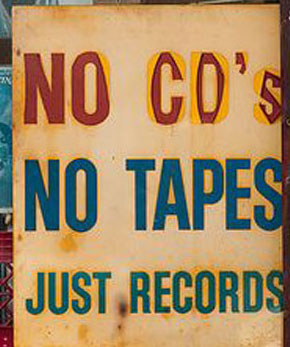 NO CD's
NO TAPES
JUST RECORDS